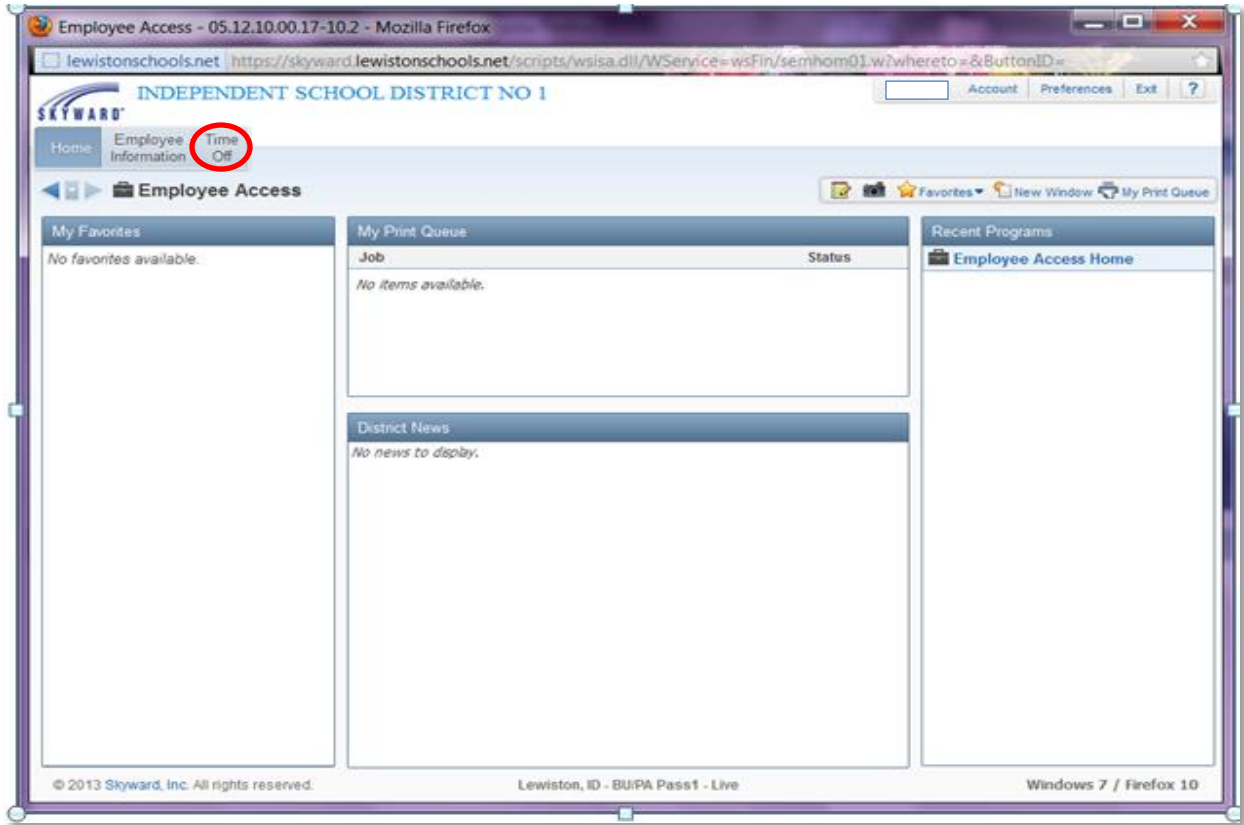 Employee Access - 05.12.10.00.17-10.2 - Mozilla Firefox
lewistonschools.net https://skyward.lewistonschools.net/scripts/wsisa.dll/WService=wsFin/semhom01.w?whereto=&ButtonID=
SKYWARD INDEPENDENT SCHOOL DISTRICT NO 1
Account Preferences Exit ?
Home Employee Information Time Off
Employee Access
Favorites New Window My Print Queue
My Favorites
No favorites available.
My Print Queue
Job Status
No items available.
District News
No news to display.
Recent Programs
Employee Access Home
© 2013 Skyward, Inc. All rights reserved.
Lewiston, ID - BU/PA Pass1 - Live
Windows 7 / Firefox 10